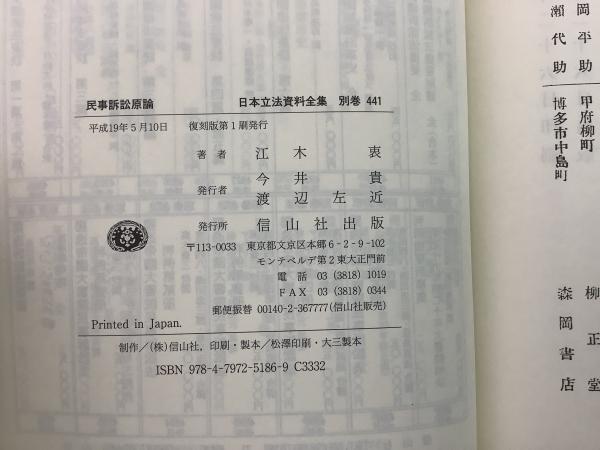 民事訴訟原論　日本立法資料全集　別巻 441
平成19年5月10日　復刻版第1刷発行
著者　江木　衷
発行者　今井　貴
渡辺左近
発行所　信山社出版
〒113-0033　東京都文京区本郷6-2-9-102
モンテベルデ第2東大正門前
電話　03 (3818) 1019
FAX　03 (3818) 0344
郵便振替 00140-2-367777(信山社販売)
Printed in Japan.
制作／(株)信山社，印刷・製本／松澤印刷・大三製本
ISBN 978-4-7972-5186-9 C3332
岡平助
瀬代助
甲府柳町
博多市中島町
柳正堂
森岡書店